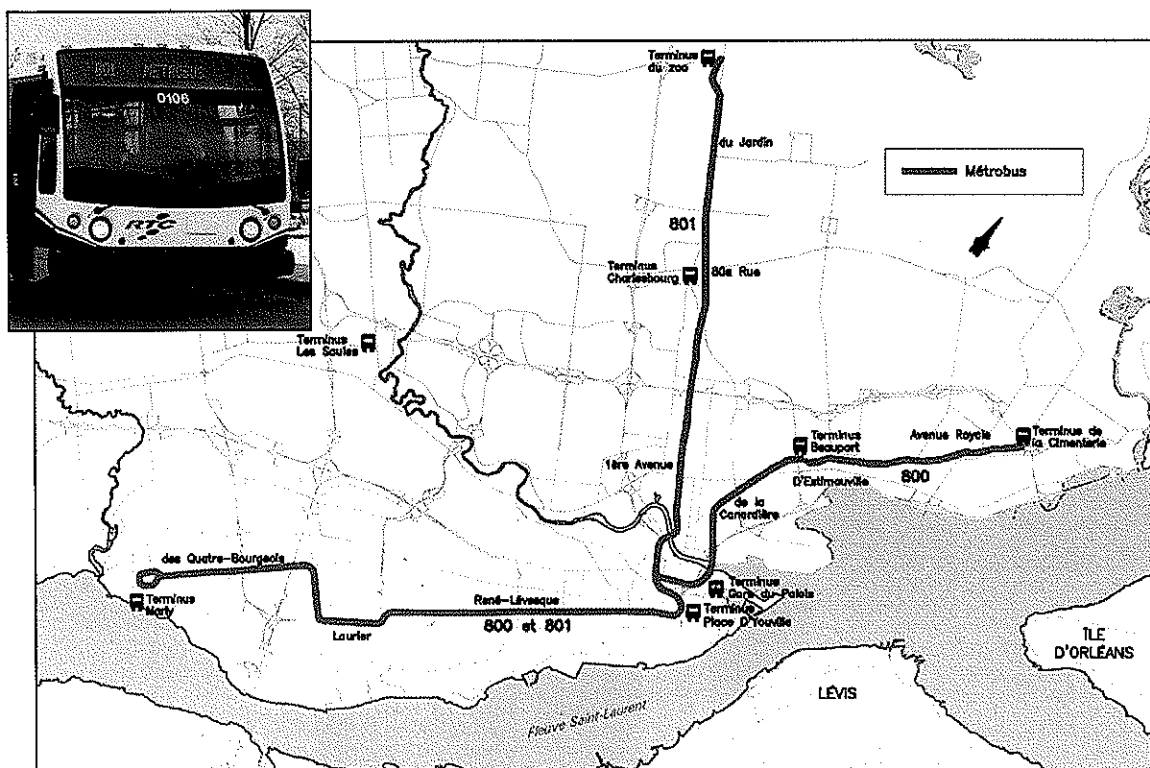 0106
RTC
Terminus
du zoo
du Jardin
Métrobus
801
Terminus
Charlesbourg
80e Rue
Terminus
Les Saules
1ère Avenue
Terminus
Beauport
Avenue Royale
Terminus de
la Cimenterie
D'Estimauville
800
de la
Canardière
des Quatre-Bourgeois
Terminus
Marly
Laurier
René-Lévesque
800 et 801
Terminus
Gare du Palais
Terminus
Place D'Youville
ÎLE
D'ORLÉANS
LÉVIS
Fleuve Saint-Laurent